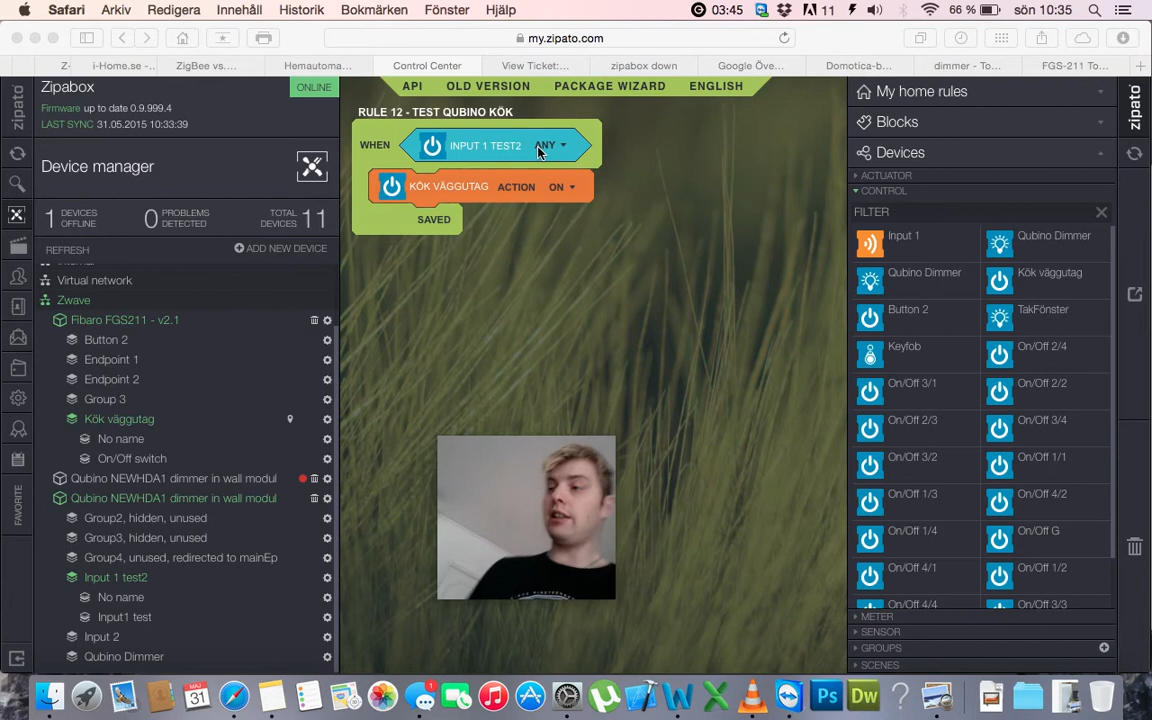 Safari Arkiv Redigera Innehåll Historik Bokmärken Fönster Hjälp 03:45 11 66 % sön 10:35
my.zipato.com
Z- i-Home.se -... ZigBee vs.... Hemautoma... Control Center View Ticket:... zipabox down Google Öve... Domotica-b... dimmer - To... FGS-211 To...
zipato
Zipabox ONLINE
Firmware up to date 0.9.999.4
LAST SYNC 31.05.2015 10:33:39
Device manager
1 DEVICES OFFLINE 0 PROBLEMS DETECTED TOTAL DEVICES 11
REFRESH ADD NEW DEVICE
Virtual network
Zwave
Fibaro FGS211 - v2.1
Button 2
Endpoint 1
Endpoint 2
Group 3
Kök väggutag
No name
On/Off switch
Qubino NEWHDA1 dimmer in wall modul
Qubino NEWHDA1 dimmer in wall modul
Group2, hidden, unused
Group3, hidden, unused
Group4, unused, redirected to mainEp
Input 1 test2
No name
Input1 test
Input 2
Qubino Dimmer
FAVORITE
API OLD VERSION PACKAGE WIZARD ENGLISH
RULE 12 - TEST QUBINO KÖK
WHEN INPUT 1 TEST2 ANY
KÖK VÄGGUTAG ACTION ON
SAVED
My home rules
Blocks
Devices
ACTUATOR
CONTROL
FILTER
Input 1 Qubino Dimmer
Qubino Dimmer Kök väggutag
Button 2 TakFönster
Keyfob On/Off 2/4
On/Off 3/1 On/Off 2/2
On/Off 2/3 On/Off 3/4
On/Off 3/2 On/Off 1/1
On/Off 1/3 On/Off 4/2
On/Off 1/4 On/Off G
On/Off 4/1 On/Off 1/2
On/Off 4/4 On/Off 3/3
METER
SENSOR
GROUPS
SCENES
zipato
MAJ 31 1 Ps Dw